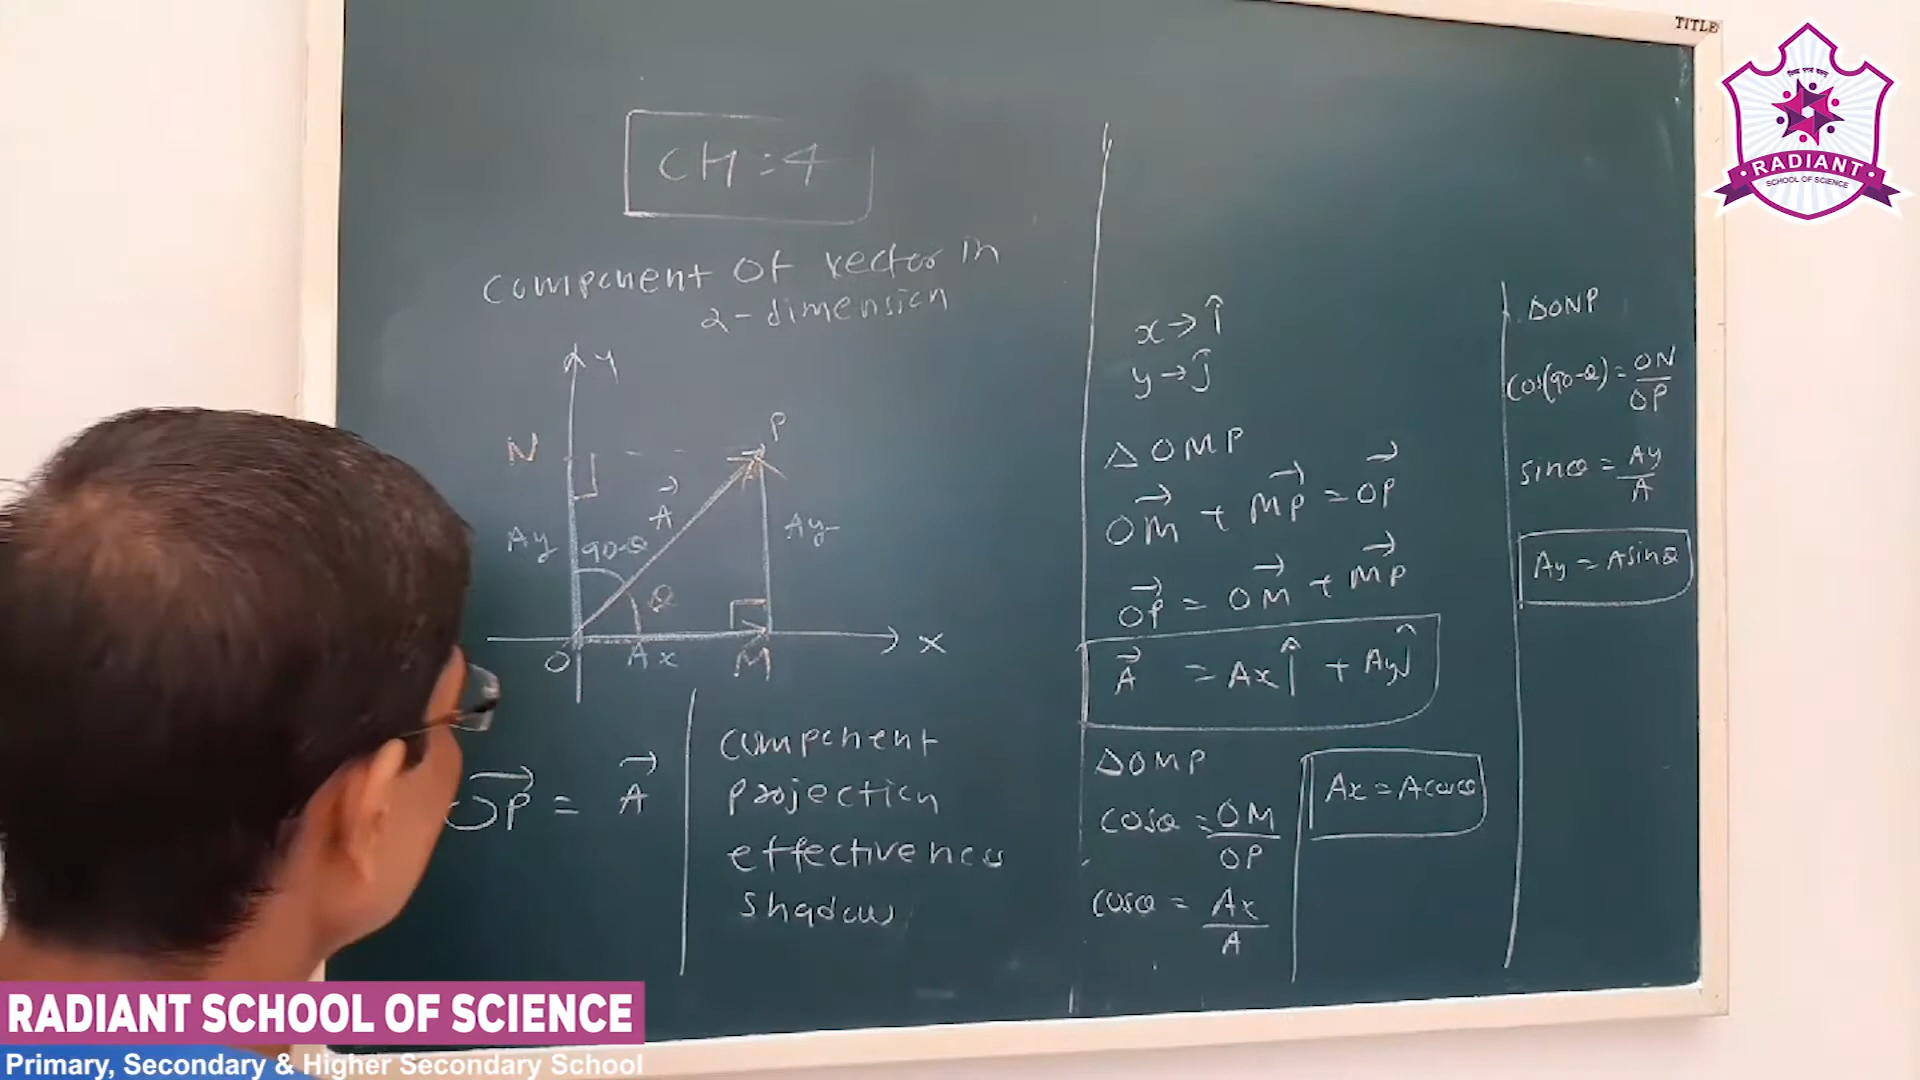 TITLE
RADIANT
SCHOOL OF SCIENCE
CH:4
component of vector in
2-dimension
Y
N
P
A⃗
Ay
90-θ
Ay
θ
O
Ax
M
X
OP⃗ = A⃗
component
projection
effectiveness
shadow
x → î
y → ĵ
Δ OMP
OM⃗ + MP⃗ = OP⃗
OP⃗ = OM⃗ + MP⃗
A⃗ = Ax î + Ay ĵ
ΔOMP
cosθ = OM/OP
cosθ = Ax/A
Ax = Acosθ
ΔONP
cos(90-θ) = ON/OP
sinθ = Ay/A
Ay = Asinθ
RADIANT SCHOOL OF SCIENCE
Primary, Secondary & Higher Secondary School